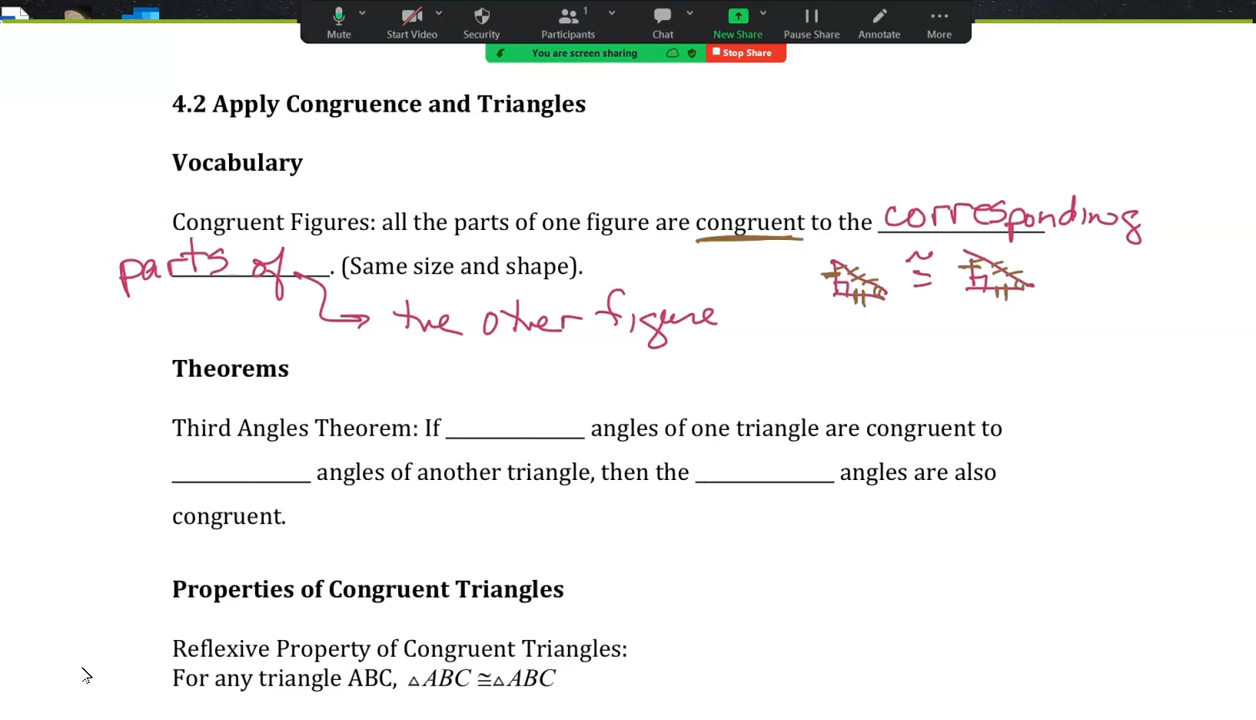 Mute Start Video Security Participants 1 Chat New Share Pause Share Annotate More
You are screen sharing Stop Share
4.2 Apply Congruence and Triangles
Vocabulary
Congruent Figures: all the parts of one figure are congruent to the corresponding
parts of. (Same size and shape).
≅
the other figure
Theorems
Third Angles Theorem: If ____________ angles of one triangle are congruent to
____________ angles of another triangle, then the ____________ angles are also
congruent.
Properties of Congruent Triangles
Reflexive Property of Congruent Triangles:
For any triangle ABC, △ABC ≅△ABC